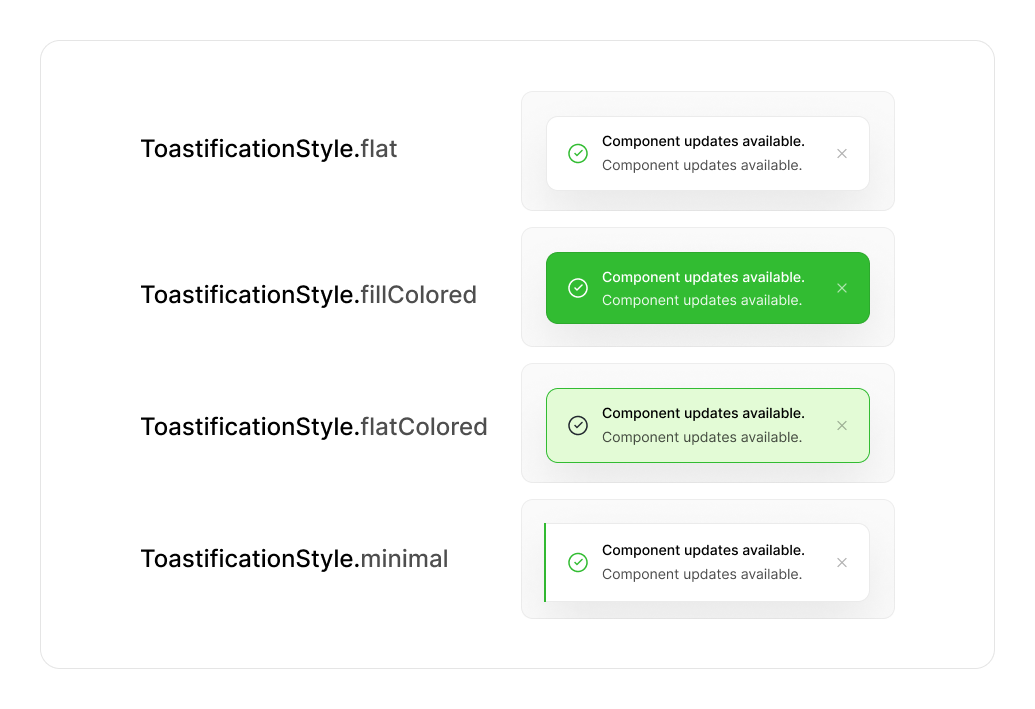 ToastificationStyle.flat
Component updates available.
Component updates available.
ToastificationStyle.fillColored
Component updates available.
Component updates available.
ToastificationStyle.flatColored
Component updates available.
Component updates available.
ToastificationStyle.minimal
Component updates available.
Component updates available.